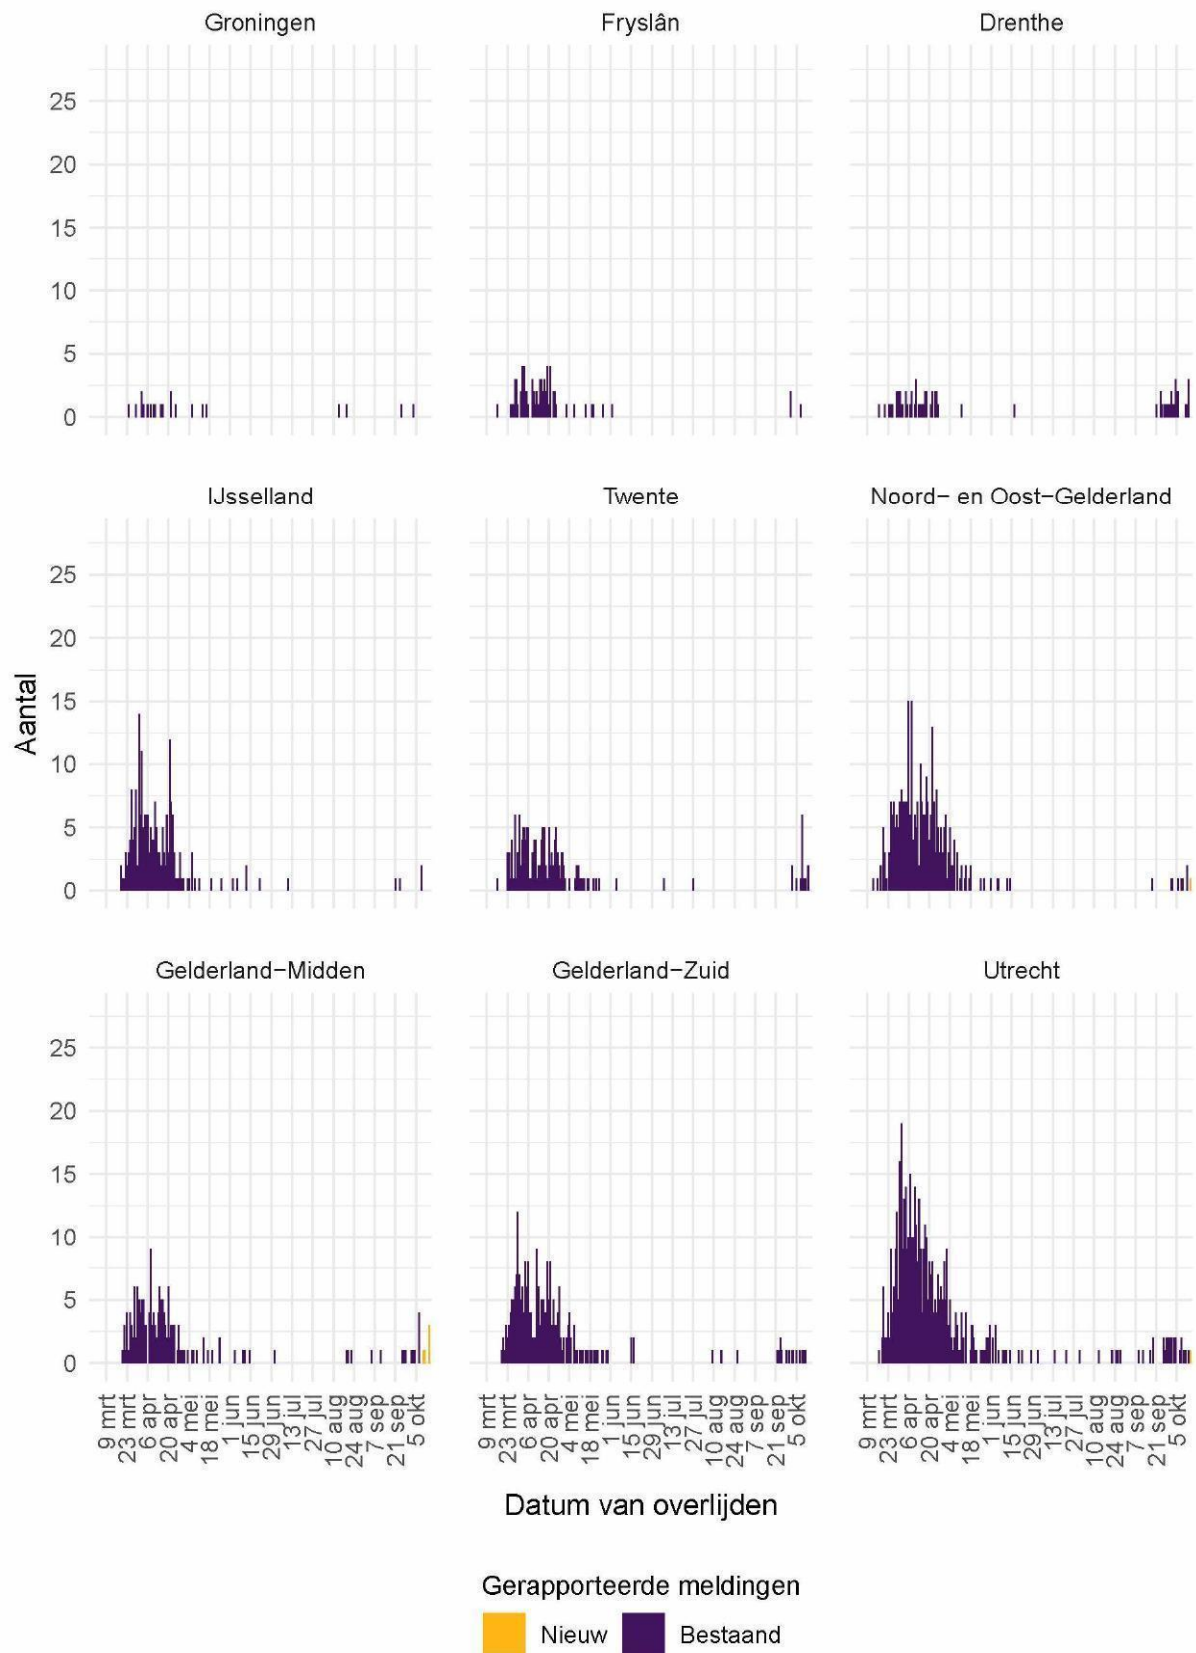 Groningen Fryslân Drenthe
25
20
15
10
5
0
IJsselland Twente Noord- en Oost-Gelderland
25
20
15
10
5
0
Aantal
Gelderland-Midden Gelderland-Zuid Utrecht
25
20
15
10
5
0
9 mrt 23 mrt 6 apr 20 apr 4 mei 18 mei 1 jun 15 jun 29 jun 13 jul 27 jul 10 aug 24 aug 7 sep 21 sep 5 okt
9 mrt 23 mrt 6 apr 20 apr 4 mei 18 mei 1 jun 15 jun 29 jun 13 jul 27 jul 10 aug 24 aug 7 sep 21 sep 5 okt
9 mrt 23 mrt 6 apr 20 apr 4 mei 18 mei 1 jun 15 jun 29 jun 13 jul 27 jul 10 aug 24 aug 7 sep 21 sep 5 okt
Datum van overlijden
Gerapporteerde meldingen
Nieuw Bestaand